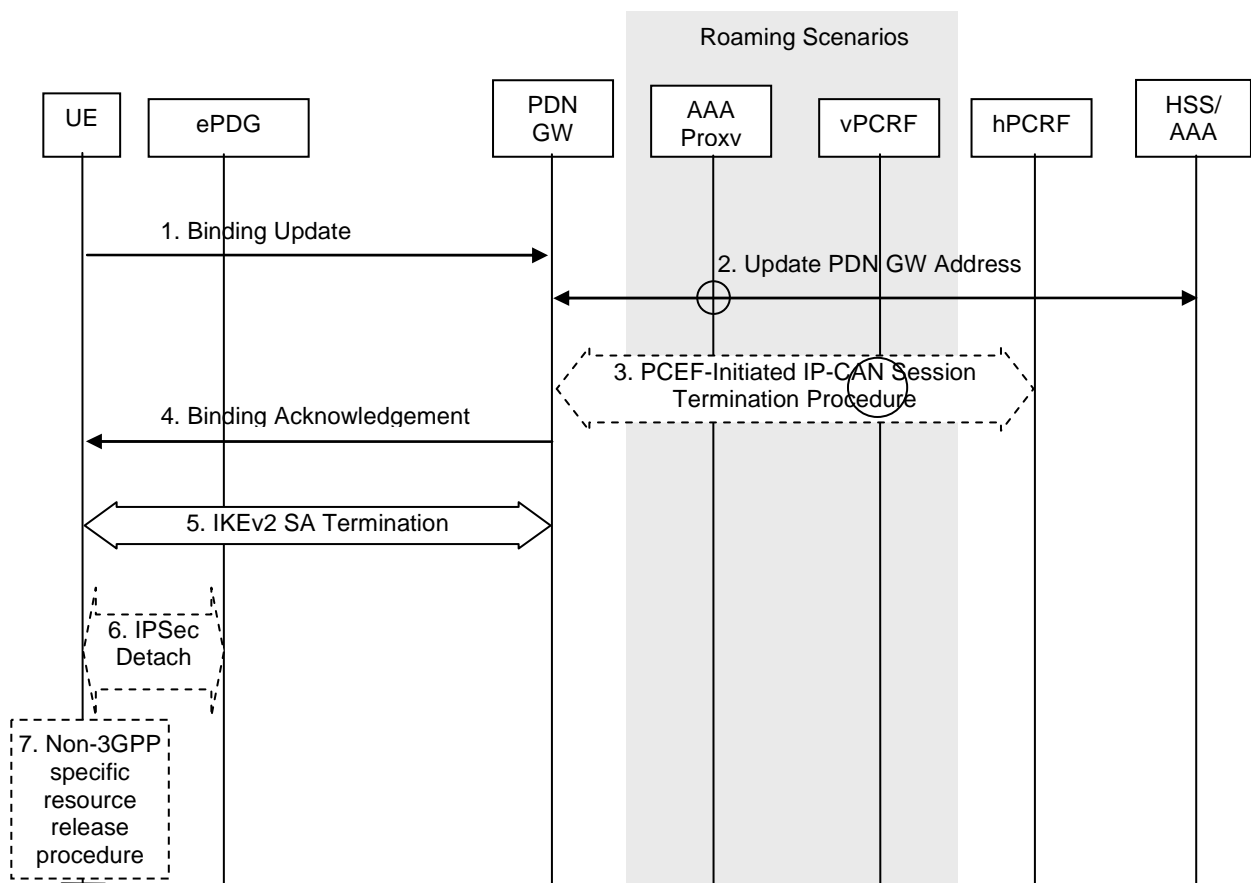 Roaming Scenarios
UE
ePDG
PDN
GW
AAA
Proxy
vPCRF
hPCRF
HSS/
AAA
1. Binding Update
2. Update PDN GW Address
3. PCEF-Initiated IP-CAN Session
Termination Procedure
4. Binding Acknowledgement
5. IKEv2 SA Termination
6. IPSec
Detach
7. Non-3GPP
specific
resource
release
procedure